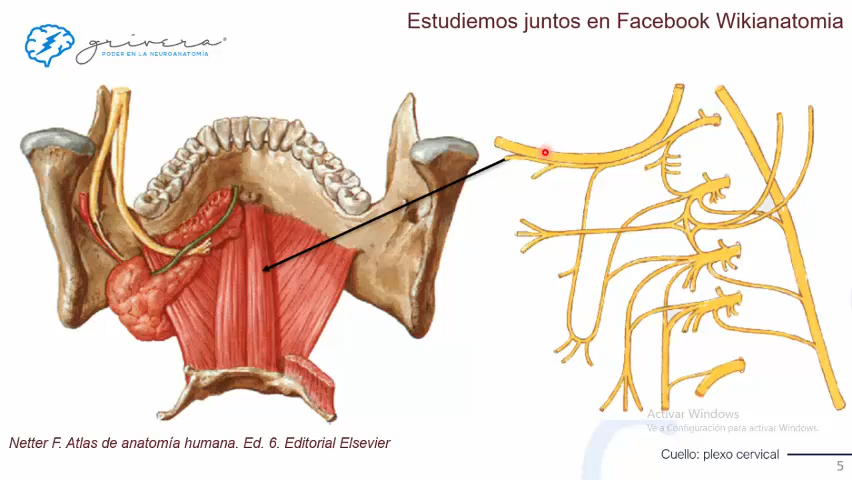 Estudiemos juntos en Facebook Wikianatomia
grivera®
PODER EN LA NEUROANATOMÍA
Netter F. Atlas de anatomía humana. Ed. 6. Editorial Elsevier
Activar Windows
Ve a Configuración para activar Windows.
Cuello: plexo cervical
5